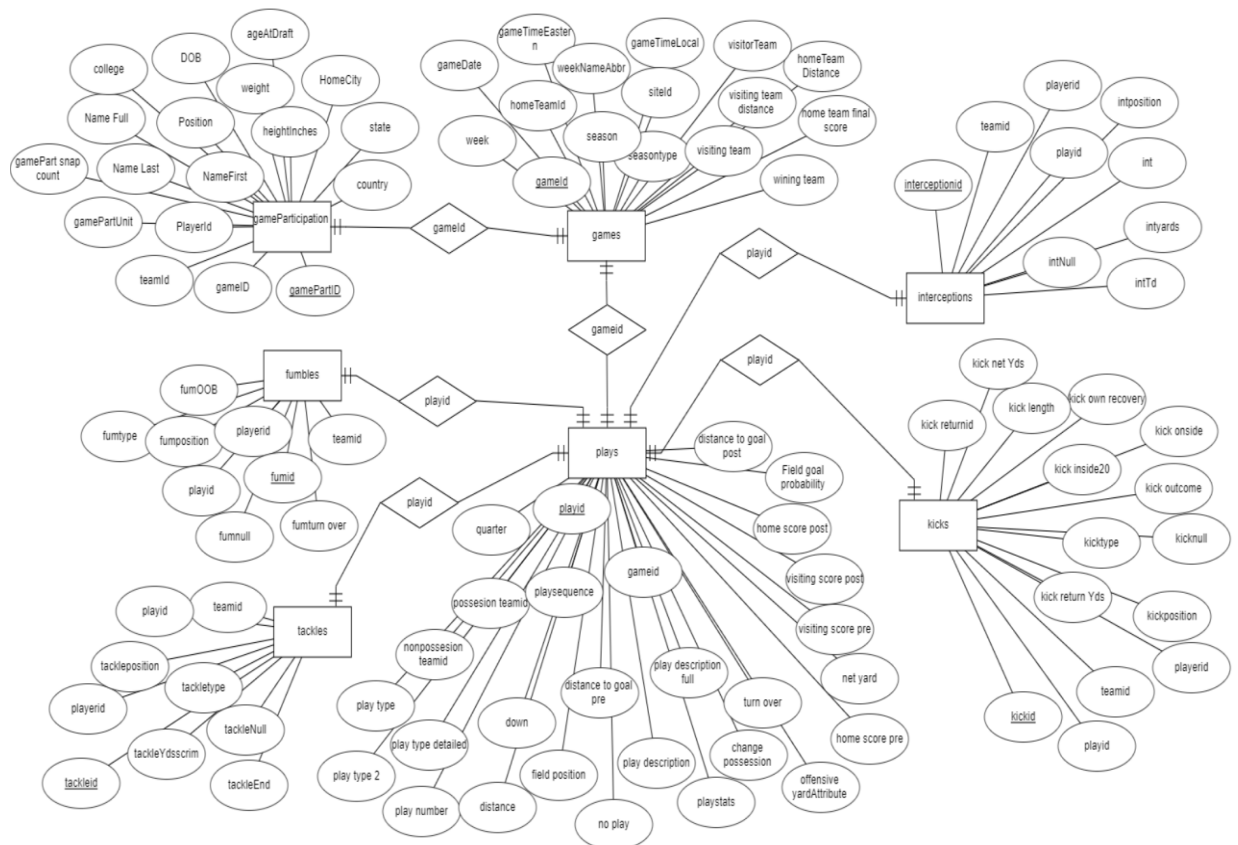 ageAtDraft
DOB
college
weight
HomeCity
Name Full
Position
heightInches
state
gamePart snap
count
Name Last
NameFirst
country
gamePartUnit
PlayerId
gameParticipation
teamId
gameID
gamePartID
gameId
gameTimeEaster
n
gameTimeLocal
visitorTeam
homeTeam
Distance
gameDate
weekNameAbbr
siteId
visiting team
distance
homeTeamId
season
home team final
score
week
seasontype
visiting team
gameId
wining team
games
playerid
intposition
teamid
playid
int
interceptionid
intyards
intNull
intTd
interceptions
playid
gameid
playid
fumbles
fumOOB
playid
fumtype
fumposition
playerid
teamid
playid
fumid
fumnull
fumturn over
playid
plays
distance to goal
post
Field goal
probability
quarter
playid
home score post
possesion teamid
playsequence
gameid
visiting score post
nonpossesion
teamid
visiting score pre
play type
distance to goal
pre
play description
full
net yard
down
turn over
play type detailed
home score pre
play type 2
field position
play description
change
possession
play number
distance
playstats
offensive
yardAttribute
no play
kick net Yds
kick own recovery
kick length
kick returnid
kick onside
kick inside20
kick outcome
kicks
kicktype
kicknull
kick return Yds
kickposition
playerid
teamid
kickid
playid
playid
teamid
tackles
tackleposition
tackletype
playerid
tackleNull
tackleYdsscrim
tackleid
tackleEnd